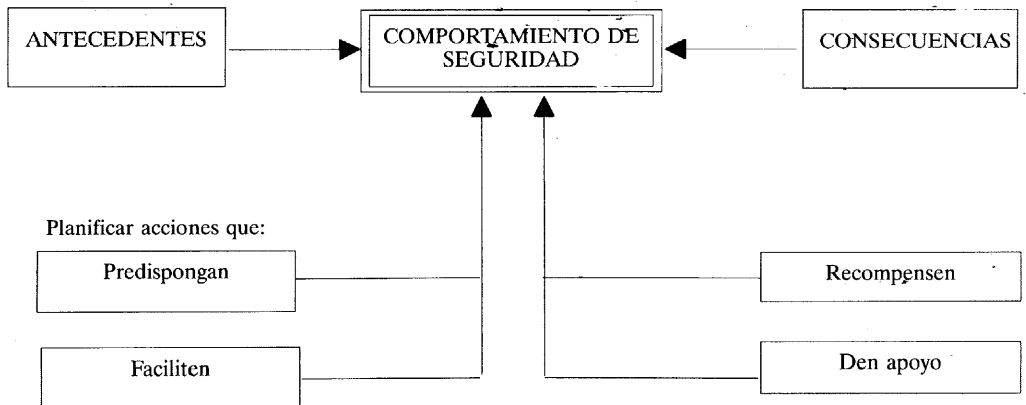 ANTECEDENTES
COMPORTAMIENTO DE
SEGURIDAD
CONSECUENCIAS
Planificar acciones que:
Predispongan
Recompensen
Faciliten
Den apoyo